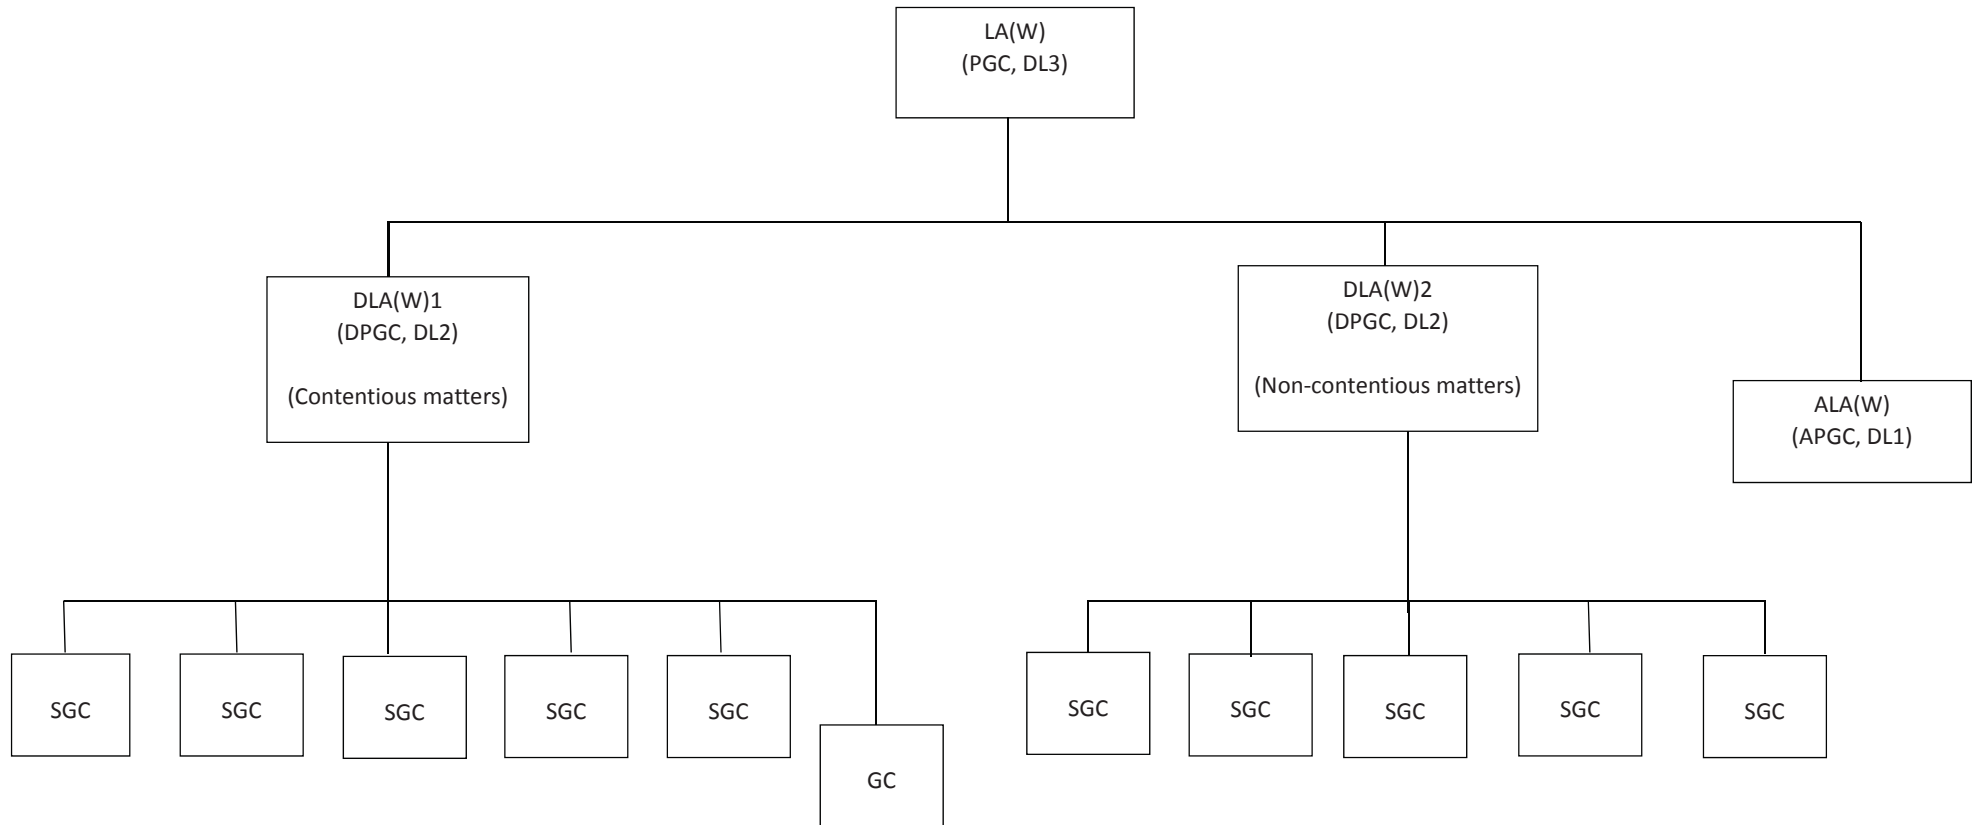 LA(W)
(PGC, DL3)
DLA(W)1
(DPGC, DL2)
(Contentious matters)
DLA(W)2
(DPGC, DL2)
(Non-contentious matters)
ALA(W)
(APGC, DL1)
SGC
SGC
SGC
SGC
SGC
GC
SGC
SGC
SGC
SGC
SGC